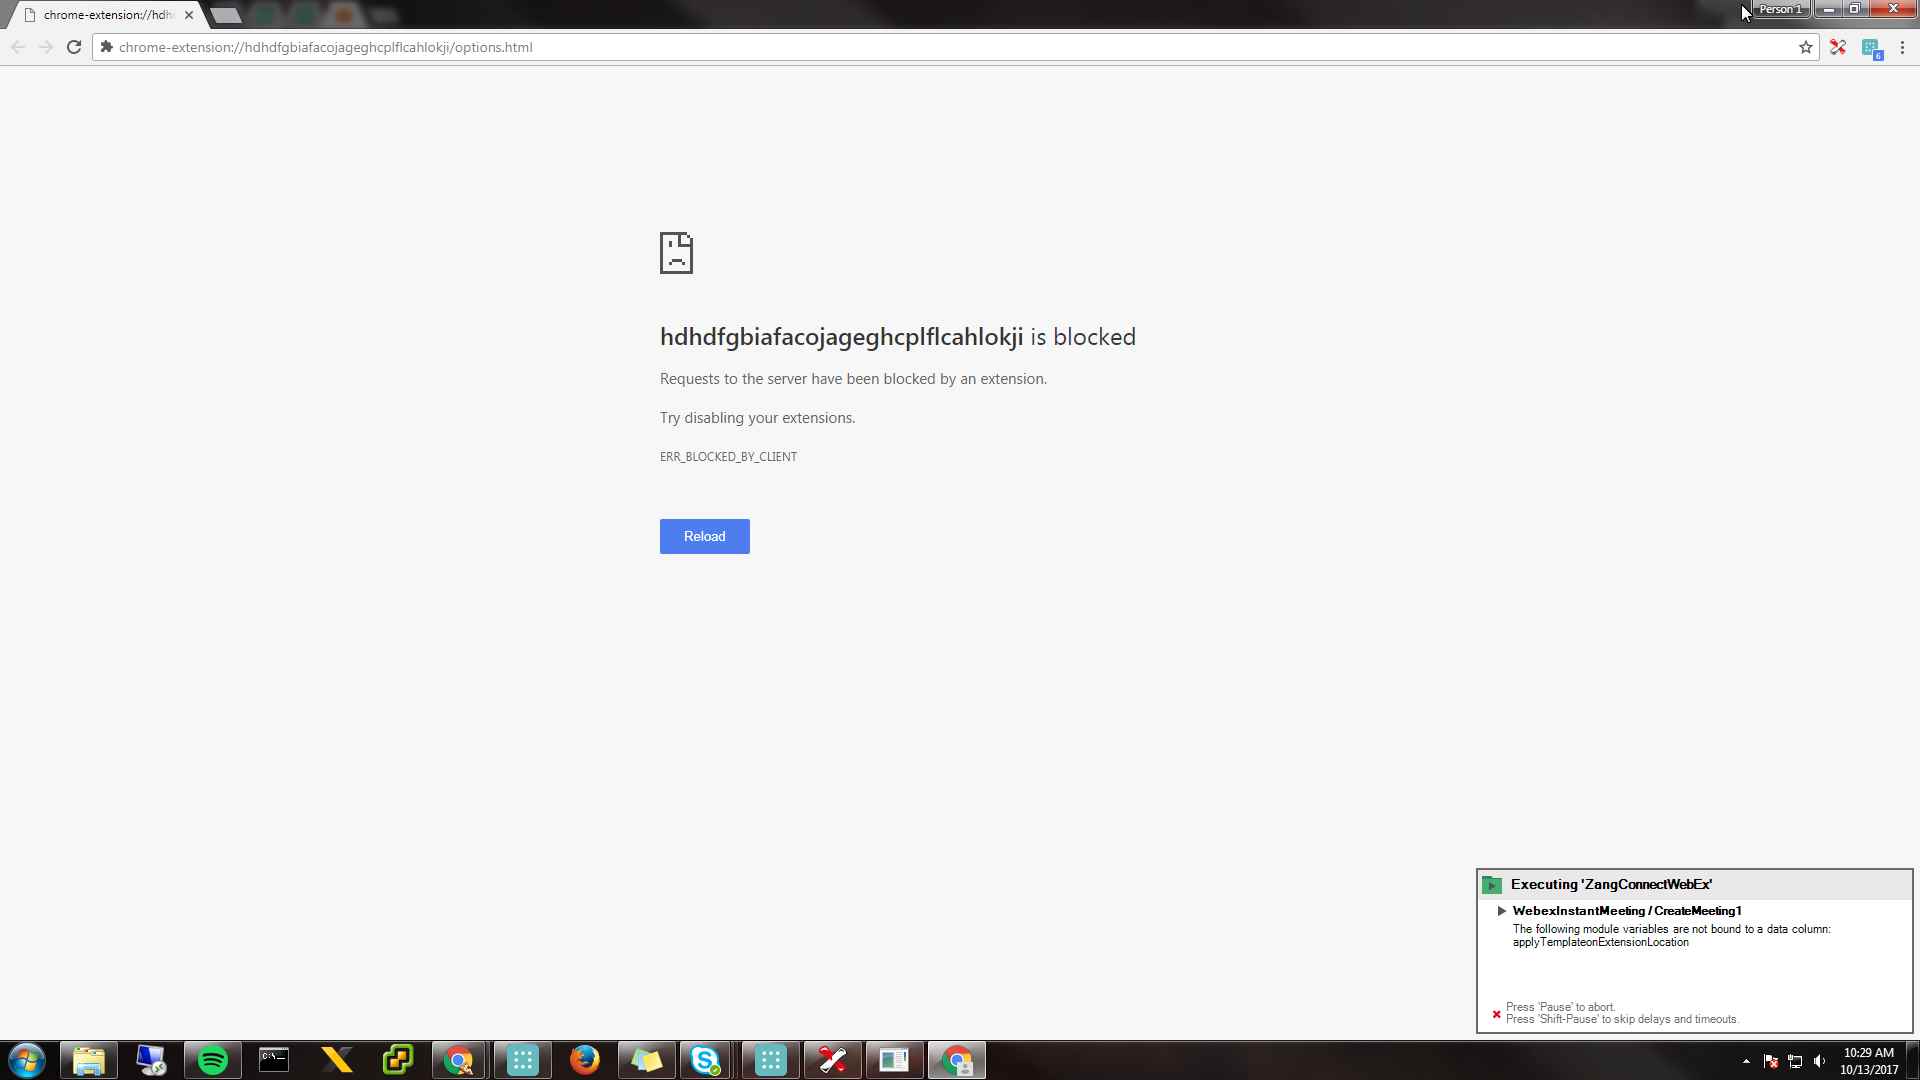 chrome-extension://hdh
Person 1
chrome-extension://hdhdfgbiafacojageghcplflcahlokji/options.html
6
hdhdfgbiafacojageghcplflcahlokji is blocked
Requests to the server have been blocked by an extension.
Try disabling your extensions.
ERR_BLOCKED_BY_CLIENT
Reload
Executing 'ZangConnectWebEx'
WebexInstantMeeting / CreateMeeting1
The following module variables are not bound to a data column:
applyTemplateonExtensionLocation
Press 'Pause' to abort.
Press 'Shift-Pause' to skip delays and timeouts.
C:\_
10:29 AM
10/13/2017